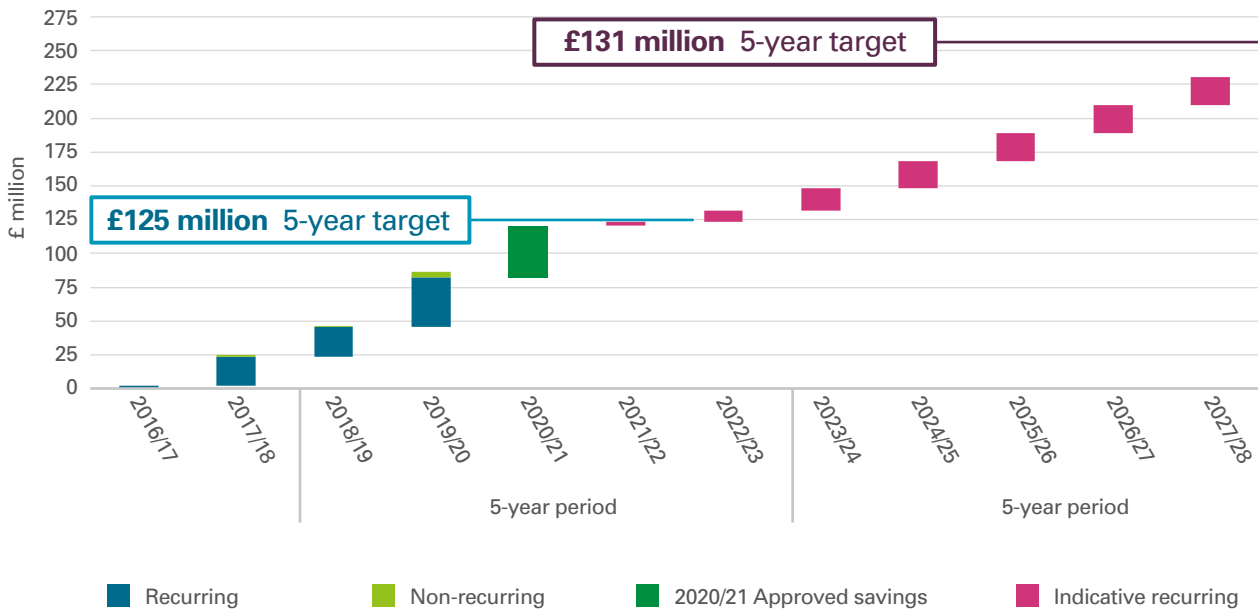 £ million
275
250
225
200
175
150
125
100
75
50
25
0
£131 million 5-year target
£125 million 5-year target
2016/17
2017/18
2018/19
2019/20
2020/21
2021/22
2022/23
2023/24
2024/25
2025/26
2026/27
2027/28
5-year period
5-year period
Recurring
Non-recurring
2020/21 Approved savings
Indicative recurring